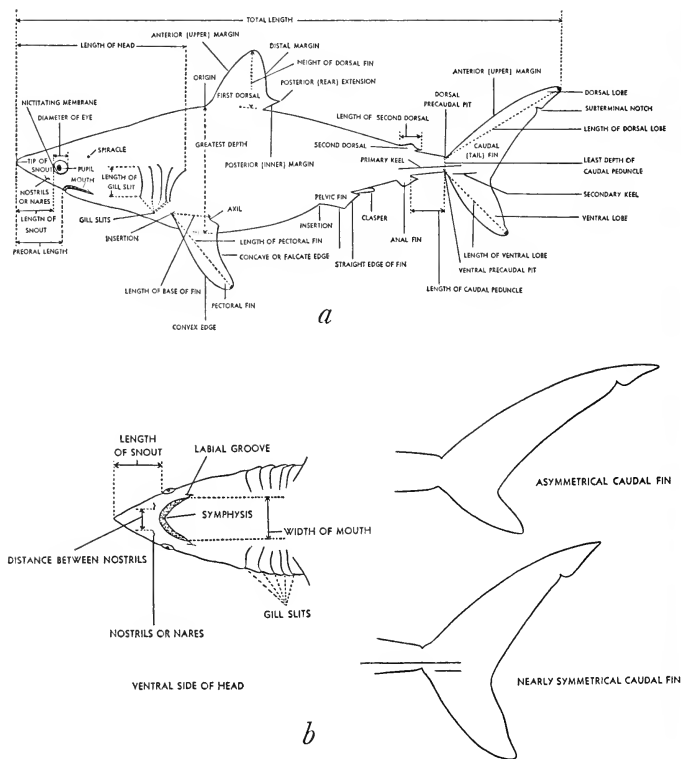 TOTAL LENGTH
LENGTH OF HEAD
ANTERIOR (UPPER) MARGIN
DISTAL MARGIN
HEIGHT OF DORSAL FIN
POSTERIOR (REAR) EXTENSION
ORIGIN
FIRST DORSAL
NICTITATING MEMBRANE
DIAMETER OF EYE
SPIRACLE
TIP OF
SNOUT
PUPIL
MOUTH
NOSTRILS
OR NARES
LENGTH OF
GILL SLIT
LENGTH OF
SNOUT
PREORAL LENGTH
GILL SLITS
INSERTION
GREATEST DEPTH
POSTERIOR (INNER) MARGIN
AXIL
LENGTH OF PECTORAL FIN
CONCAVE OR FALCATE EDGE
LENGTH OF BASE OF FIN
PECTORAL FIN
CONVEX EDGE
LENGTH OF SECOND DORSAL
SECOND DORSAL
PRIMARY KEEL
PELVIC FIN
INSERTION
CLASPER
STRAIGHT EDGE OF FIN
ANAL FIN
DORSAL
PRECAUDAL PIT
ANTERIOR (UPPER) MARGIN
DORSAL LOBE
SUBTERMINAL NOTCH
LENGTH OF DORSAL LOBE
CAUDAL
(TAIL) FIN
LEAST DEPTH OF
CAUDAL PEDUNCLE
SECONDARY KEEL
VENTRAL LOBE
LENGTH OF VENTRAL LOBE
VENTRAL PRECAUDAL PIT
LENGTH OF CAUDAL PEDUNCLE
a
LENGTH
OF SNOUT
LABIAL GROOVE
SYMPHYSIS
WIDTH OF MOUTH
DISTANCE BETWEEN NOSTRILS
GILL SLITS
NOSTRILS OR NARES
VENTRAL SIDE OF HEAD
ASYMMETRICAL CAUDAL FIN
NEARLY SYMMETRICAL CAUDAL FIN
b